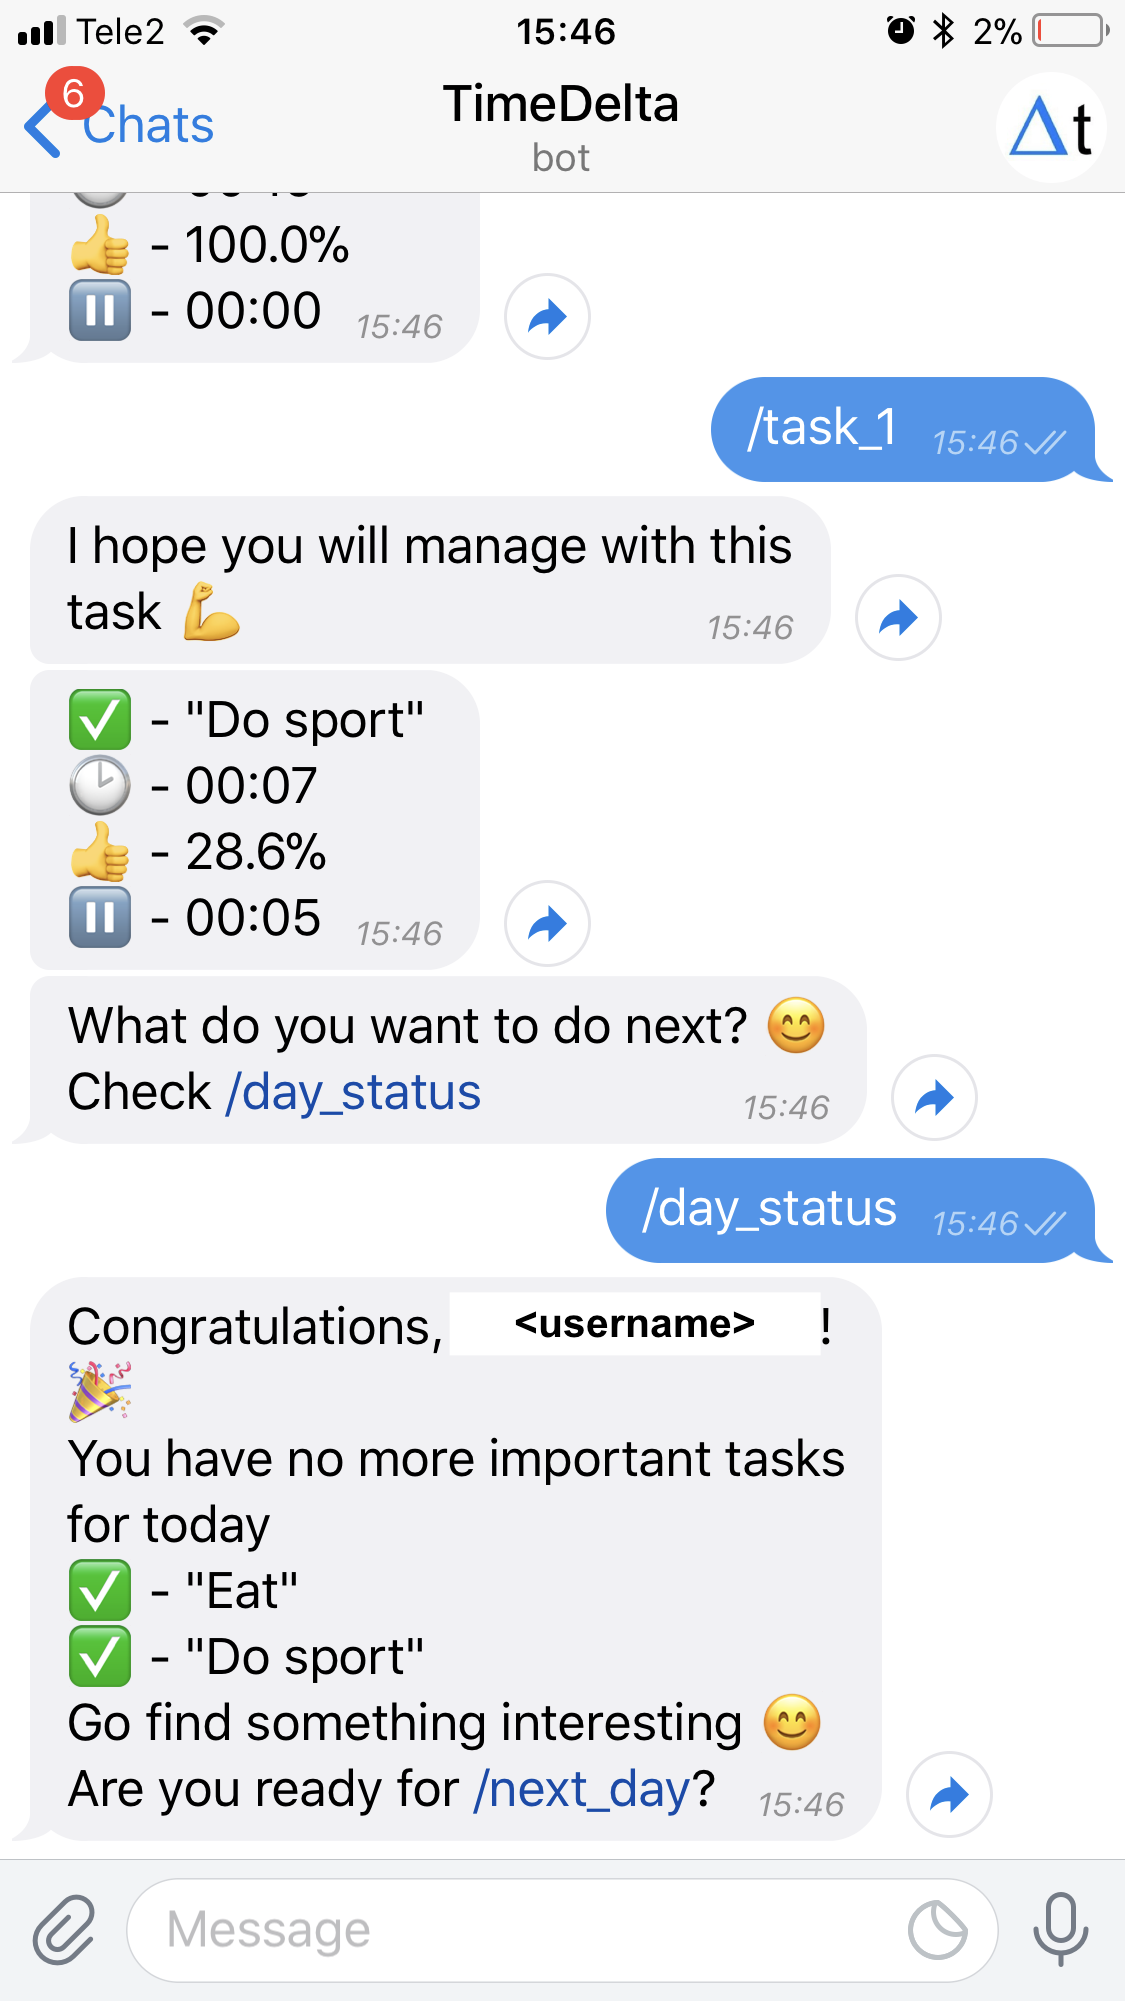 Tele2 15:46 2%
6
Chats TimeDelta
bot
Δt
👍 - 100.0%
⏸ - 00:00 15:46
/task_1 15:46
I hope you will manage with this
task 💪 15:46
✅ - "Do sport"
🕑 - 00:07
👍 - 28.6%
⏸ - 00:05 15:46
What do you want to do next? 😊
Check /day_status 15:46
/day_status 15:46
Congratulations, <username> !
🎉
You have no more important tasks
for today
✅ - "Eat"
✅ - "Do sport"
Go find something interesting 😊
Are you ready for /next_day? 15:46
Message